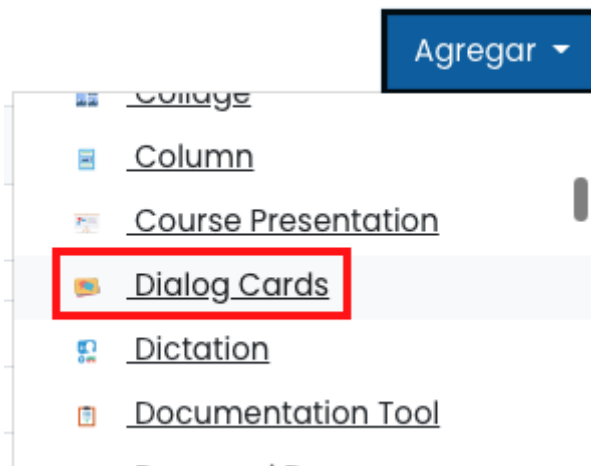 Agregar
Collage
Column
Course Presentation
Dialog Cards
Dictation
Documentation Tool